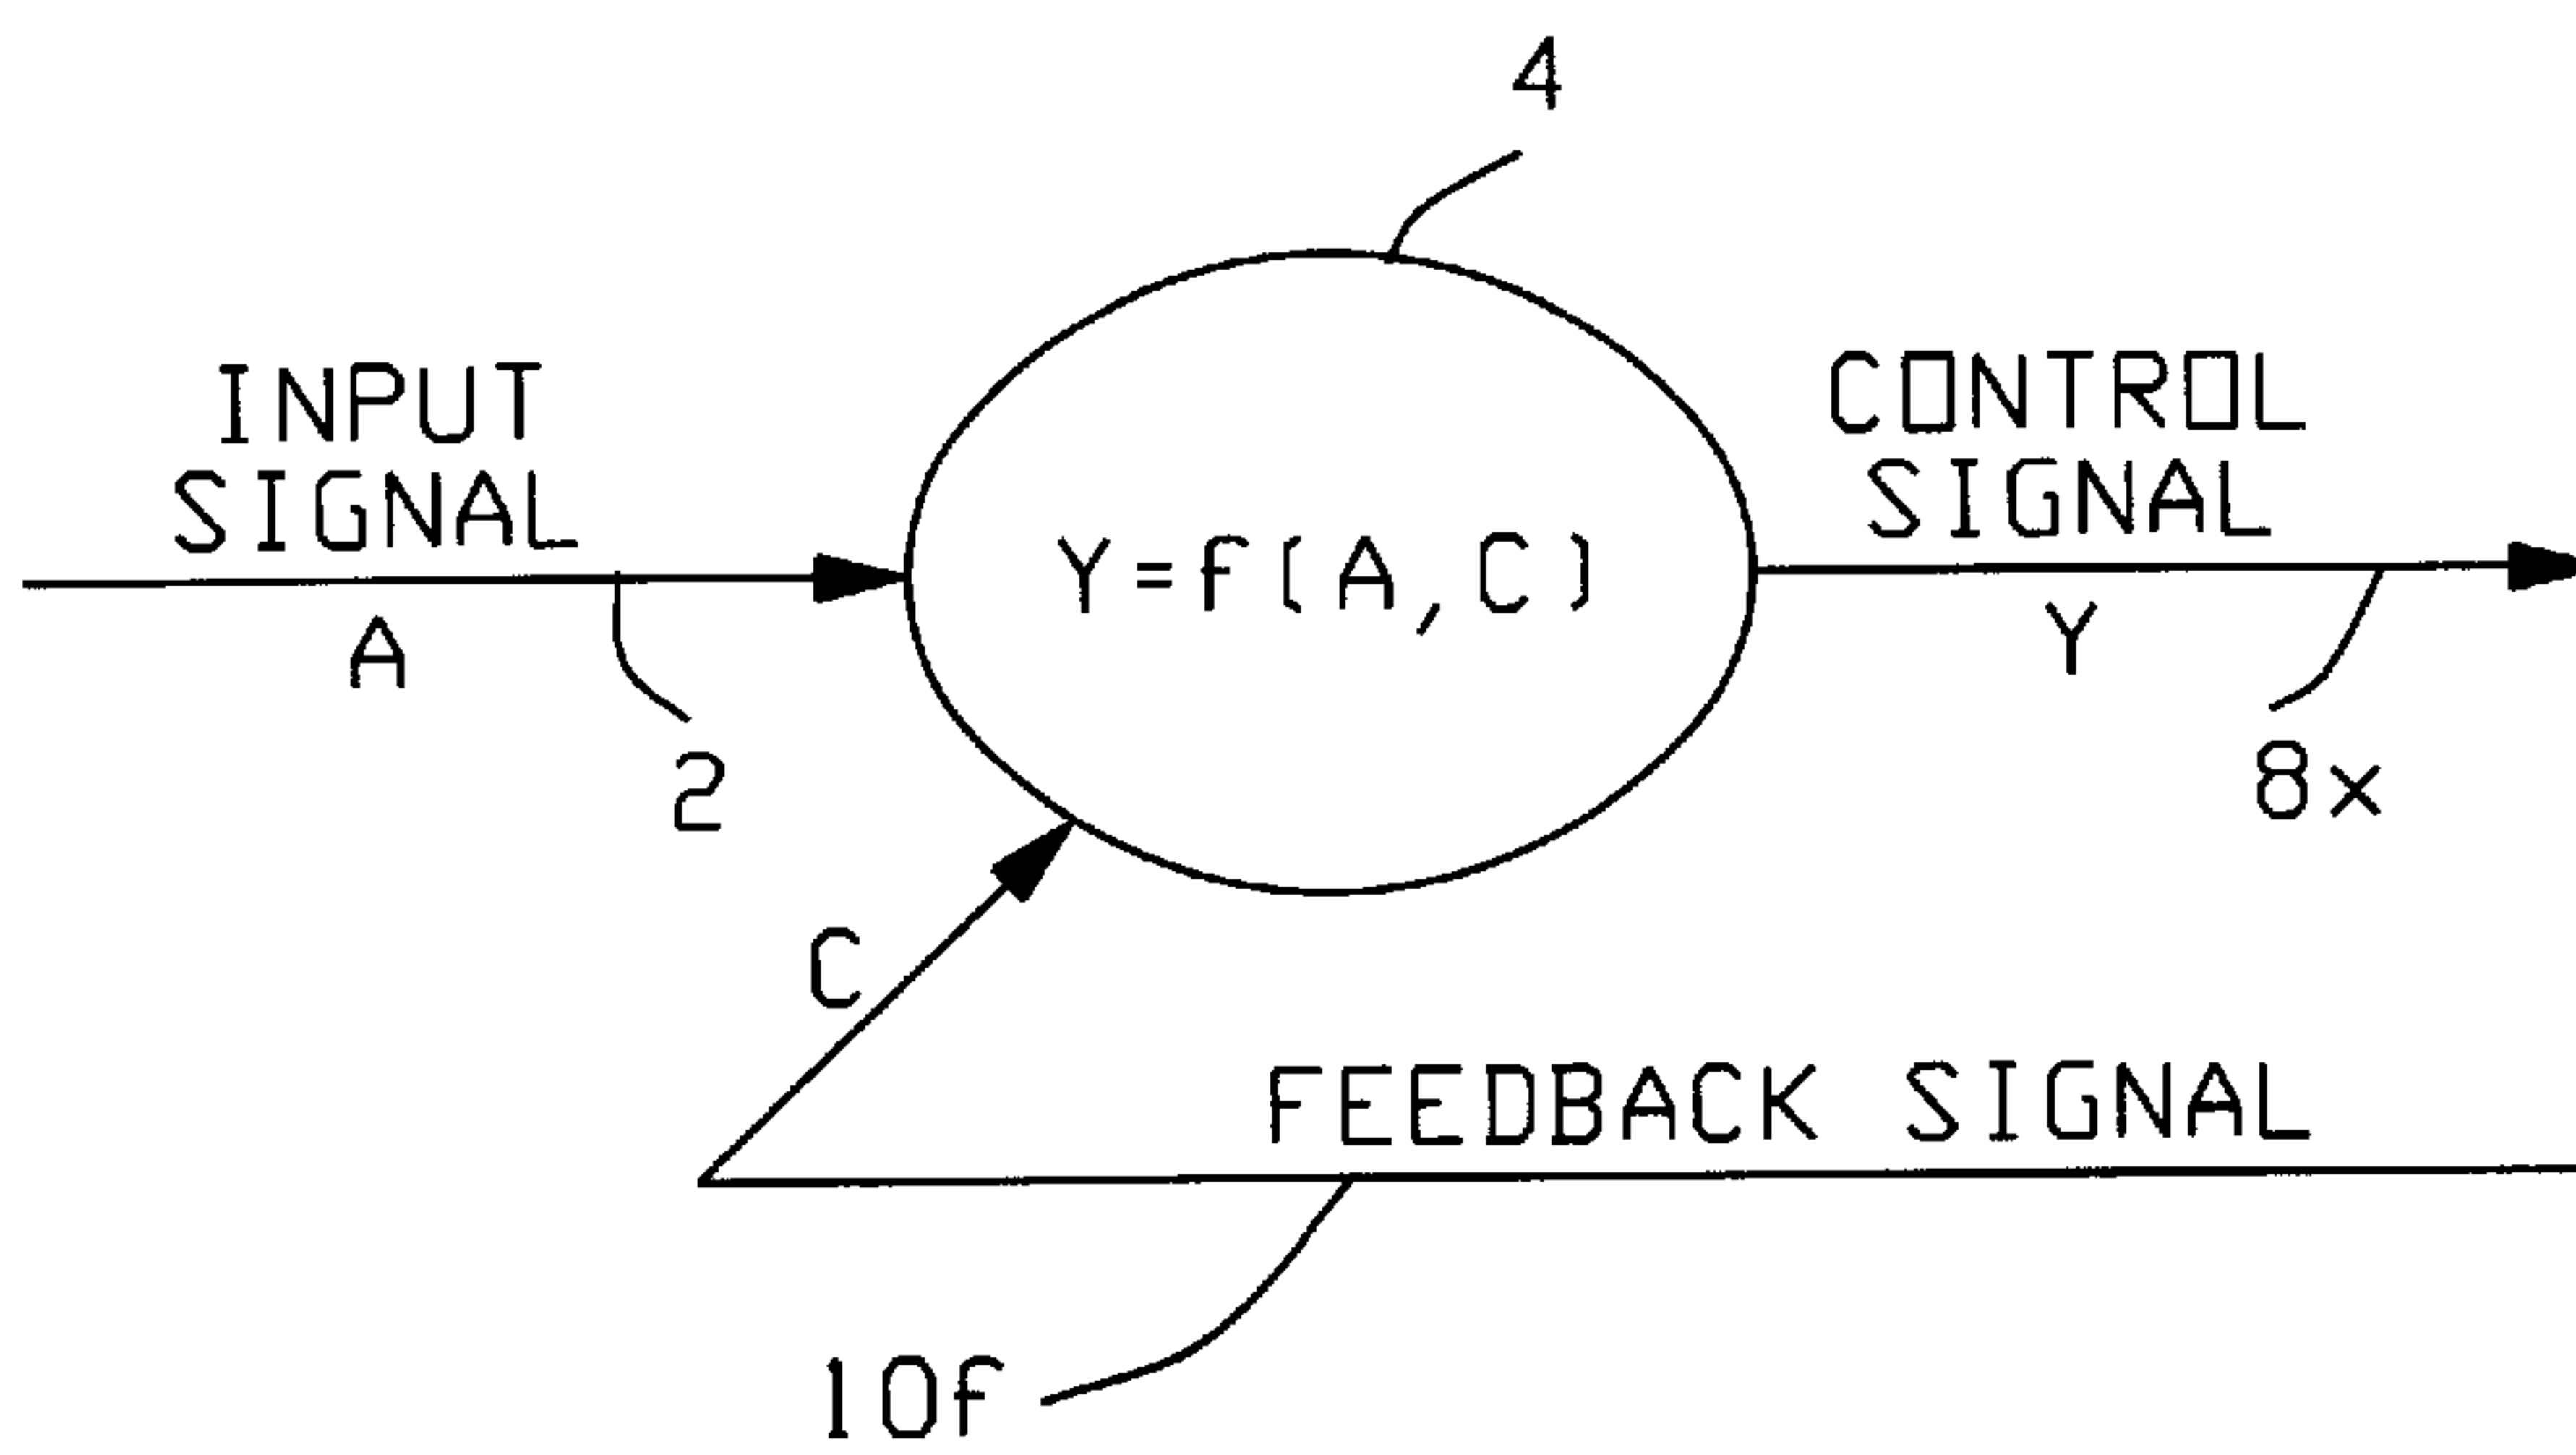 4
INPUT
SIGNAL
A
2
Y=f(A,C)
CONTROL
SIGNAL
Y
8x
C
FEEDBACK SIGNAL
10f